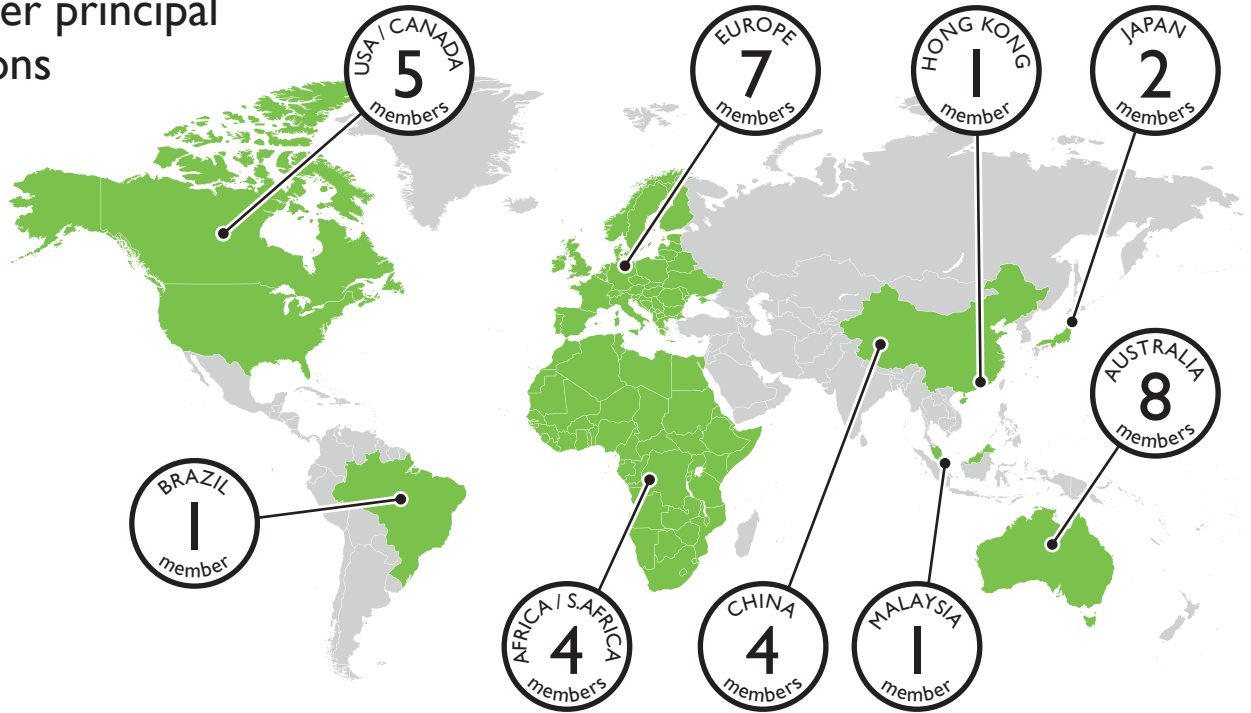 er principal
ons
USA / CANADA
5
members
EUROPE
7
members
HONG KONG
1
member
JAPAN
2
members
AUSTRALIA
8
members
BRAZIL
1
member
AFRICA / S.AFRICA
4
members
CHINA
4
members
MALAYSIA
1
member